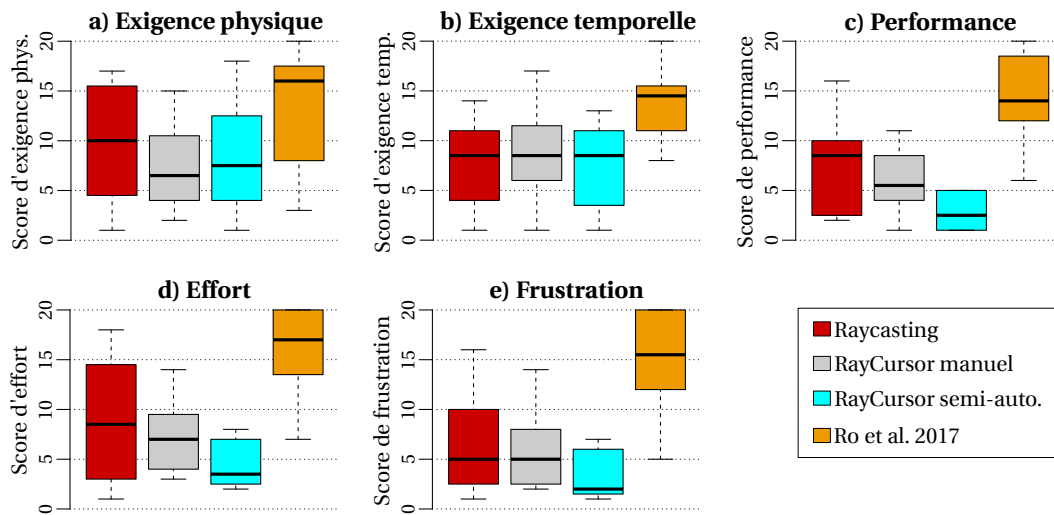 a) Exigence physique
Score d'exigence phys.
0 5 10 15 20
b) Exigence temporelle
Score d'exigence temp.
0 5 10 15 20
c) Performance
Score de performance
0 5 10 15 20
d) Effort
Score d'effort
0 5 10 15 20
e) Frustration
Score de frustration
0 5 10 15 20
Raycasting
RayCursor manuel
RayCursor semi-auto.
Ro et al. 2017